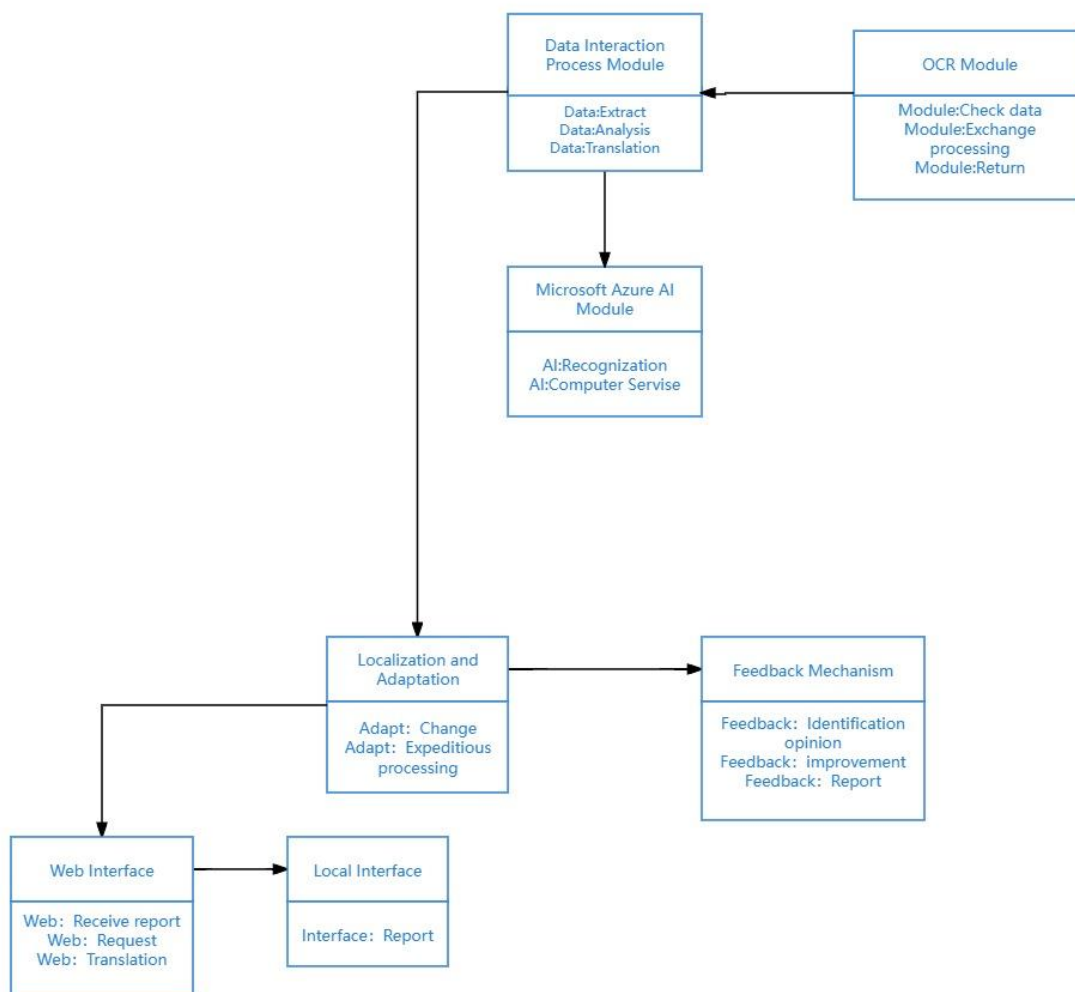 Data Interaction
Process Module
Data:Extract
Data:Analysis
Data:Translation
OCR Module
Module:Check data
Module:Exchange
processing
Module:Return
Microsoft Azure AI
Module
AI:Recognization
AI:Computer Servise
Localization and
Adaptation
Adapt：Change
Adapt：Expeditious
processing
Feedback Mechanism
Feedback：Identification
opinion
Feedback：improvement
Feedback：Report
Web Interface
Web：Receive report
Web：Request
Web：Translation
Local Interface
Interface：Report